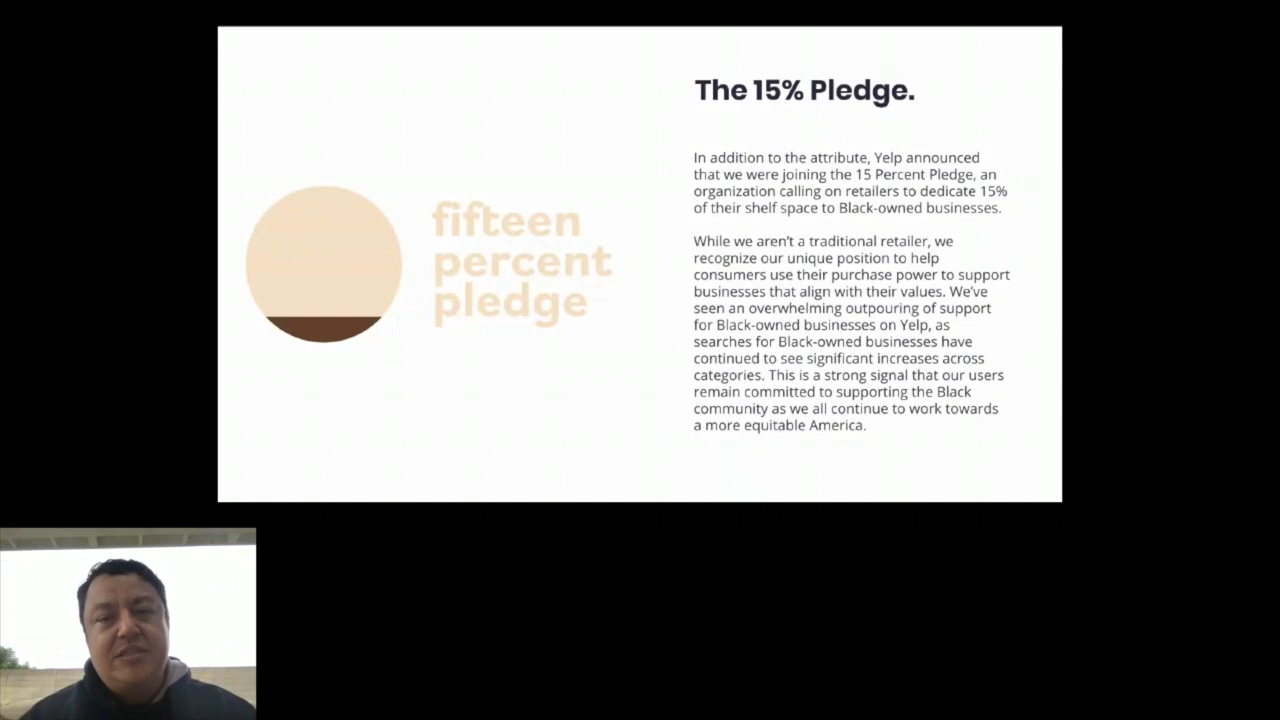 The 15% Pledge.
fifteen
percent
pledge
In addition to the attribute, Yelp announced
that we were joining the 15 Percent Pledge, an
organization calling on retailers to dedicate 15%
of their shelf space to Black-owned businesses.
While we aren’t a traditional retailer, we
recognize our unique position to help
consumers use their purchase power to support
businesses that align with their values. We’ve
seen an overwhelming outpouring of support
for Black-owned businesses on Yelp, as
searches for Black-owned businesses have
continued to see significant increases across
categories. This is a strong signal that our users
remain committed to supporting the Black
community as we all continue to work towards
a more equitable America.